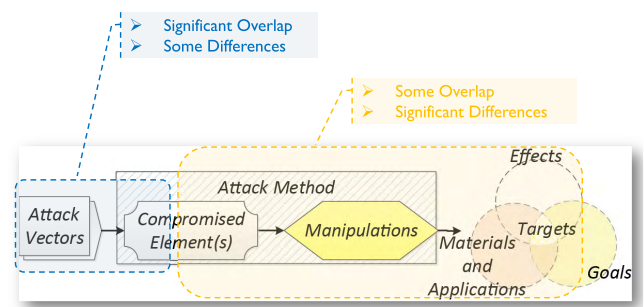 ➢ Significant Overlap
➢ Some Differences
➢ Some Overlap
➢ Significant Differences
Effects
Attack Method
Attack
Vectors
Compromised
Element(s)
Manipulations
Targets
Materials
and
Applications
Goals